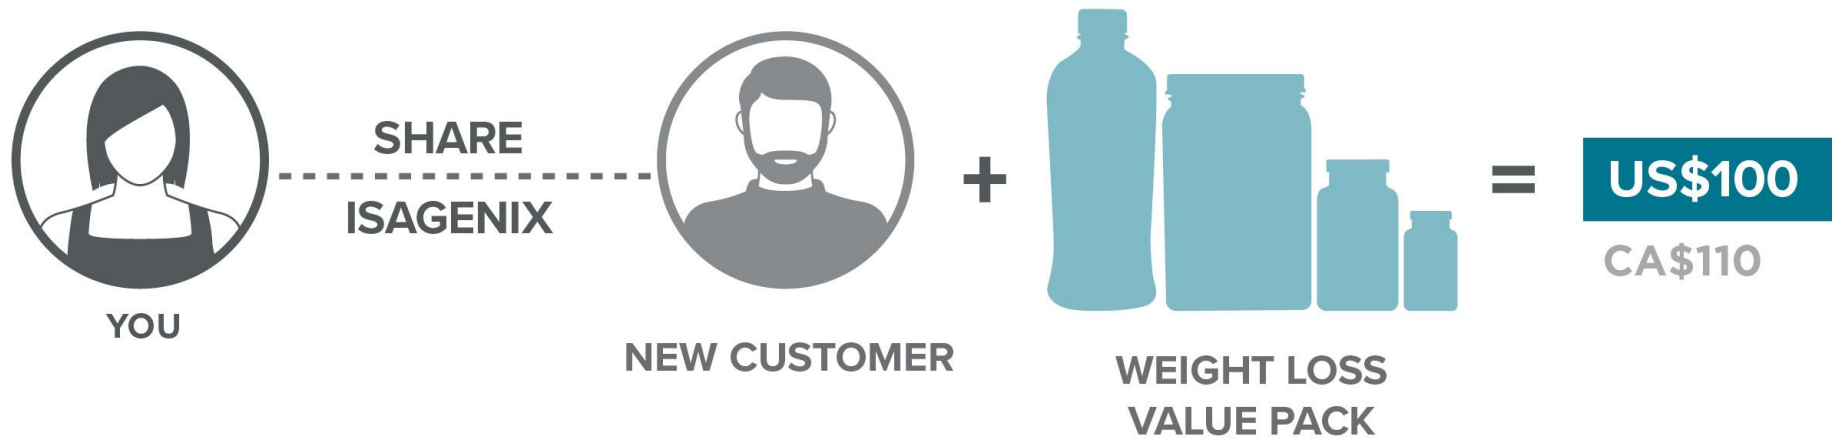 YOU
SHARE
ISAGENIX
NEW CUSTOMER
+
WEIGHT LOSS
VALUE PACK
=
US$100
CA$110